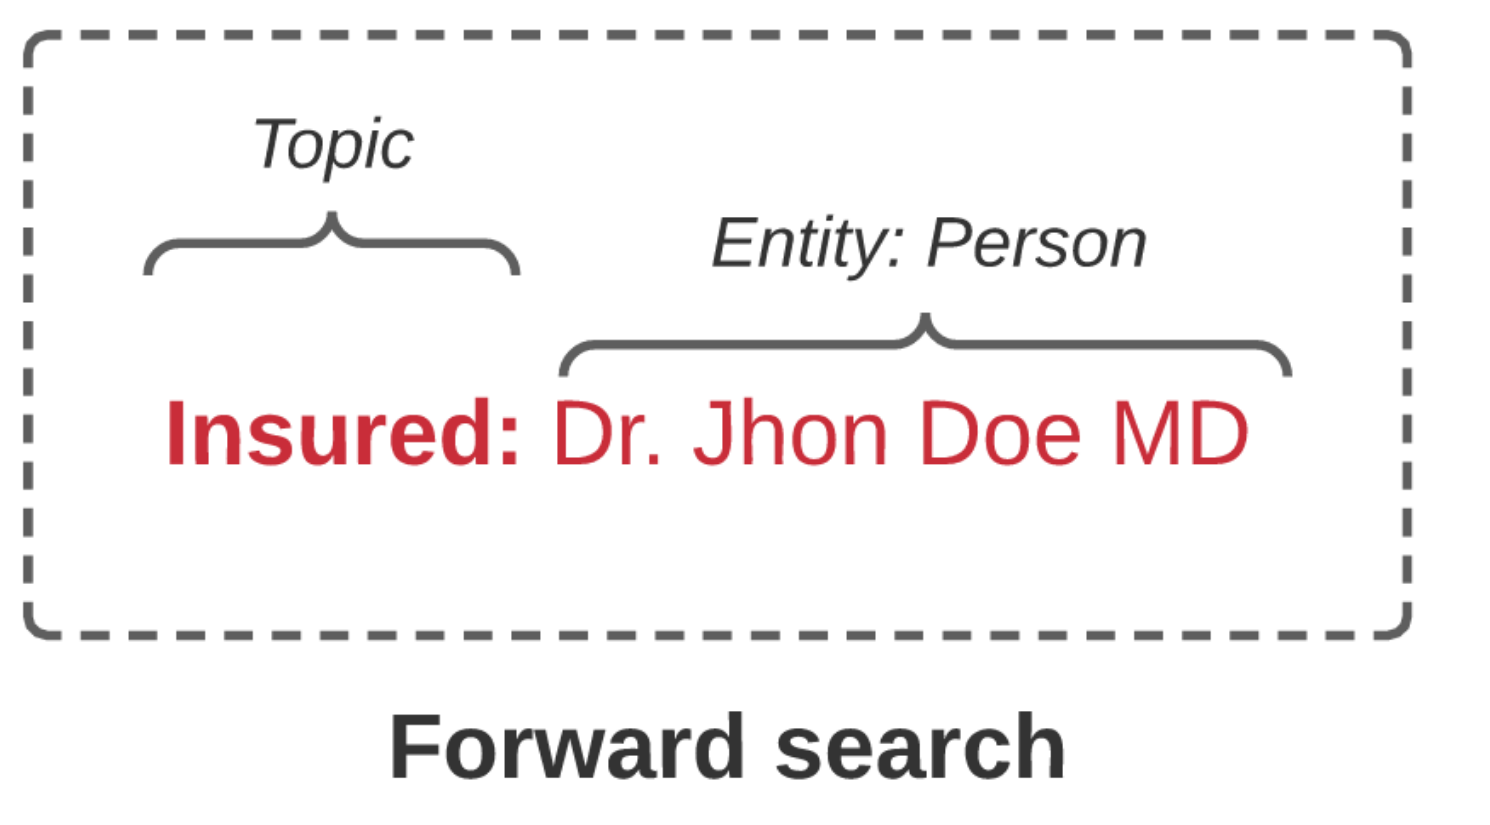 Topic
Entity: Person
Insured: Dr. Jhon Doe MD
Forward search